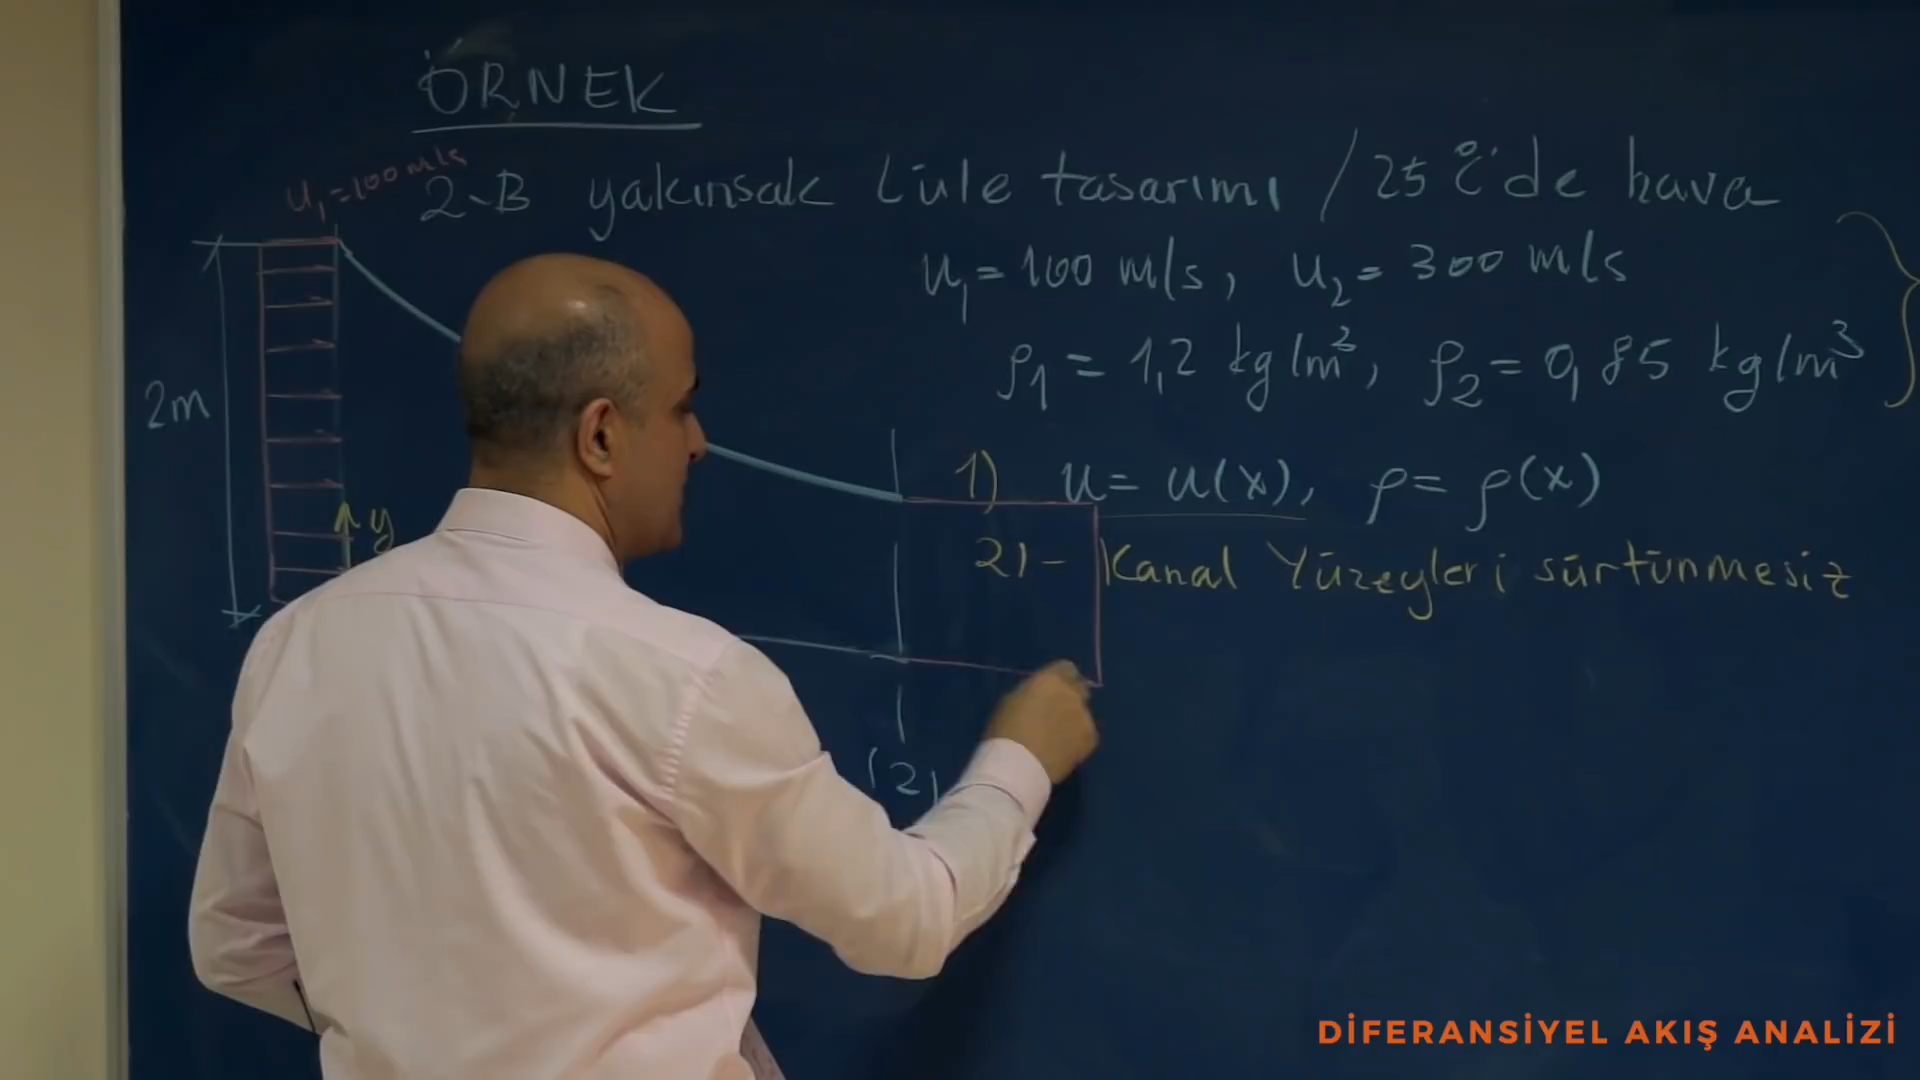 ÖRNEK
u₁=100 m/s
2-B yakınsak Lüle tasarımı / 25 °C'de hava
u₁=100 m/s, u₂= 300 m/s
ρ₁ = 1,2 kg/m³, ρ₂= 0,85 kg/m³
2m
1) u= u(x), ρ= ρ(x)
y
2)- Kanal Yüzeyleri sürtünmesiz
(2)
DİFERANSİYEL AKIŞ ANALİZİ